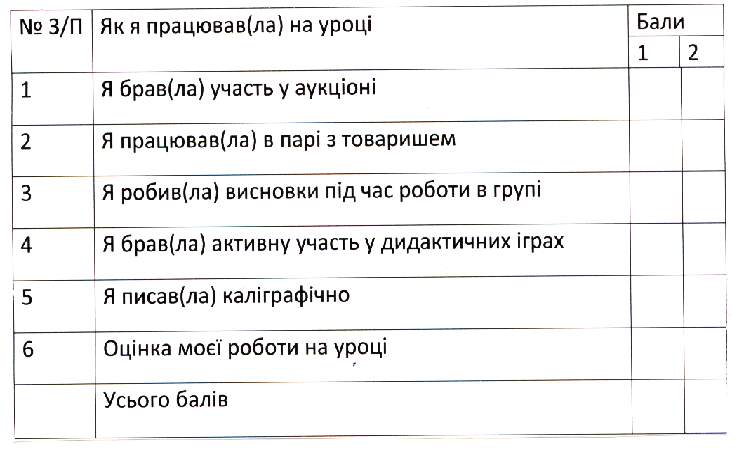 № З/П Як я працював(ла) на уроці Бали
1 2
1 Я брав(ла) участь у аукціоні
2 Я працював(ла) в парі з товаришем
3 Я робив(ла) висновки під час роботи в групі
4 Я брав(ла) активну участь у дидактичних іграх
5 Я писав(ла) каліграфічно
6 Оцінка моєї роботи на уроці
Усього балів